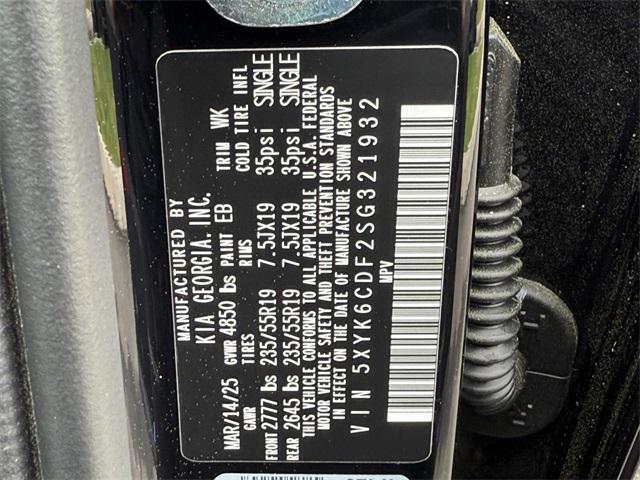 MANUFACTURED BY
KIA GEORGIA, INC.
MAR/14/25 GVWR 4850 lbs PAINT EB TRIM WK
GAWR TIRES RIMS COLD TIRE INFL
FRONT 2777 lbs 235/55R19 7.5JX19 35psi SINGLE
REAR 2645 lbs 235/55R19 7.5JX19 35psi SINGLE
THIS VEHICLE CONFORMS TO ALL APPLICABLE U.S.A. FEDERAL
MOTOR VEHICLE SAFETY AND THEFT PREVENTION STANDARDS
IN EFFECT ON THE DATE OF MANUFACTURE SHOWN ABOVE
VIN 5XYK6CDF2SG321932
MPV